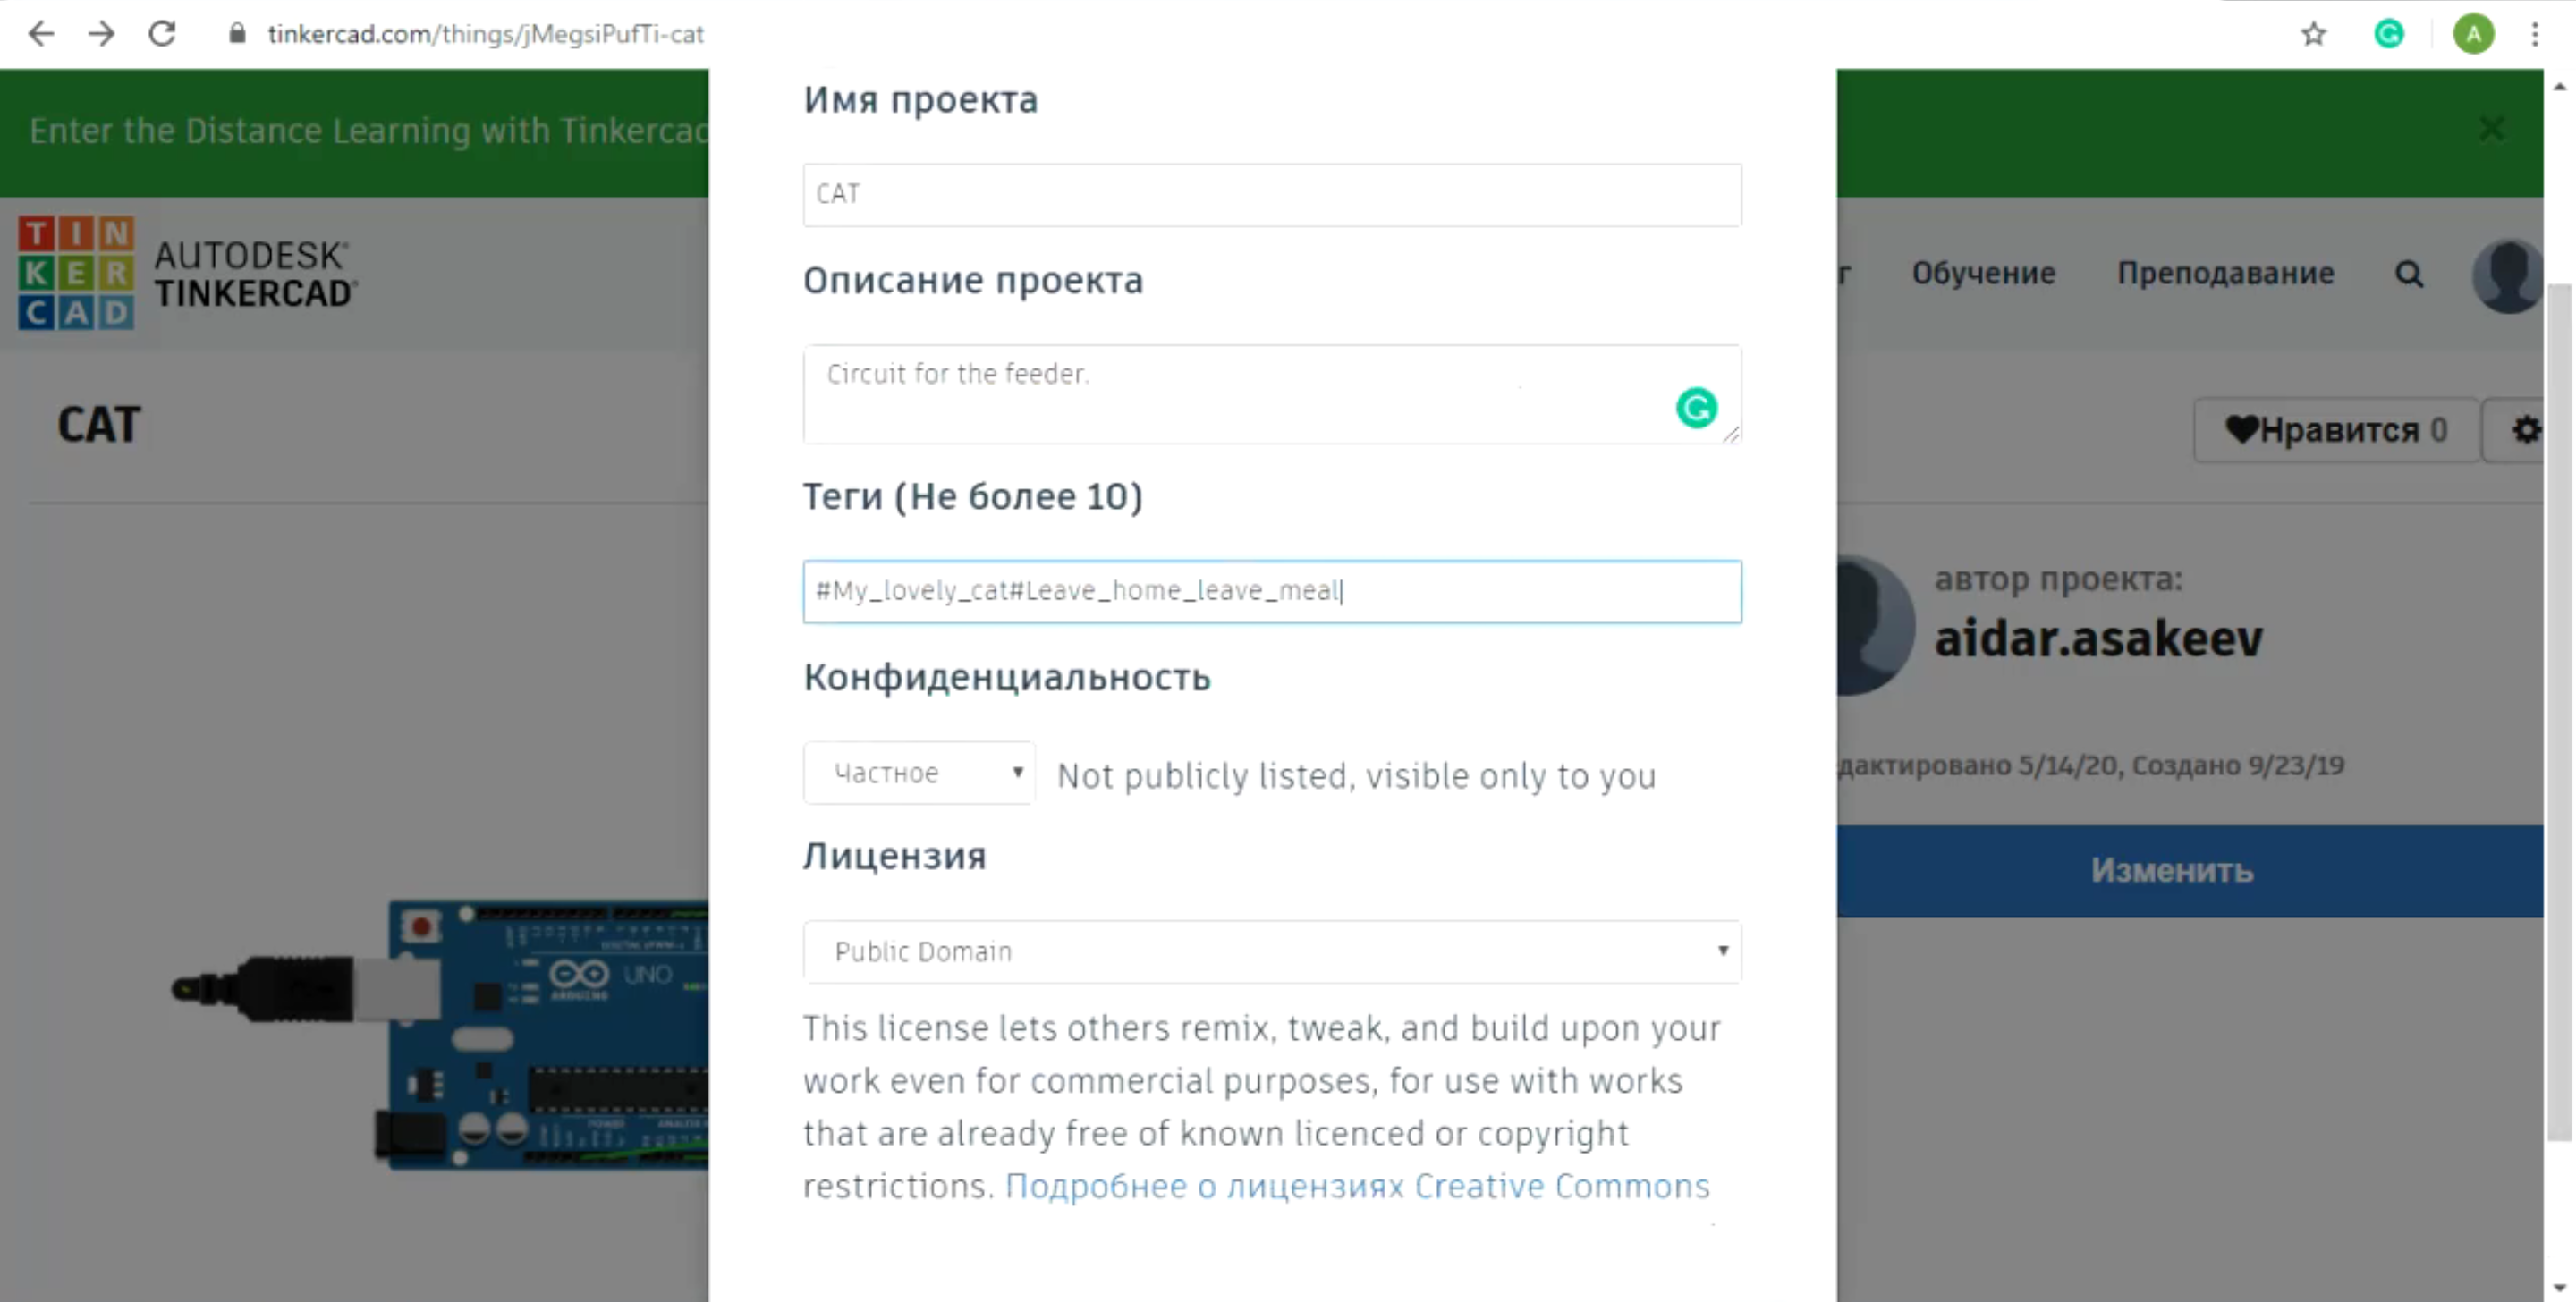 tinkercad.com/things/jMegsiPufTi-cat
A
Enter the Distance Learning with Tinkercad
TIN
KER
CAD
AUTODESK
TINKERCAD
г
Обучение
Преподавание
CAT
Нравится 0
Имя проекта
CAT
Описание проекта
Circuit for the feeder.
Теги (Не более 10)
#My_lovely_cat#Leave_home_leave_meal
Конфиденциальность
Частное
Not publicly listed, visible only to you
Лицензия
Public Domain
This license lets others remix, tweak, and build upon your
work even for commercial purposes, for use with works
that are already free of known licenced or copyright
restrictions. Подробнее о лицензиях Creative Commons
автор проекта:
aidar.asakeev
дактировано 5/14/20, Создано 9/23/19
Изменить
UNO
ARDUINO